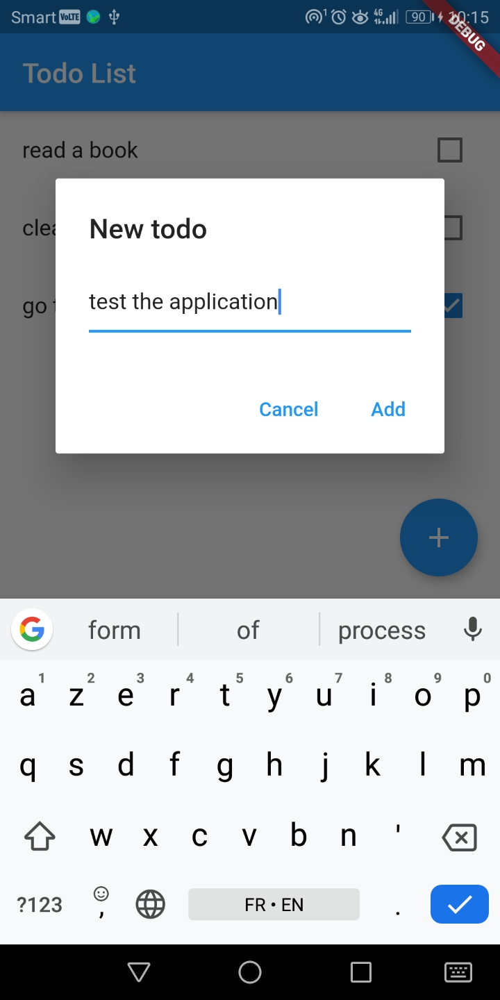 Smart VoLTE 1 4G 90 10:15
DEBUG
Todo List
read a book
clea
New todo
test the application
go t
Cancel Add
form of process
a 1 z 2 e 3 r 4 t 5 y 6 u 7 i 8 o 9 p 0
q s d f g h j k l m
w x c v b n '
?123 , FR • EN .